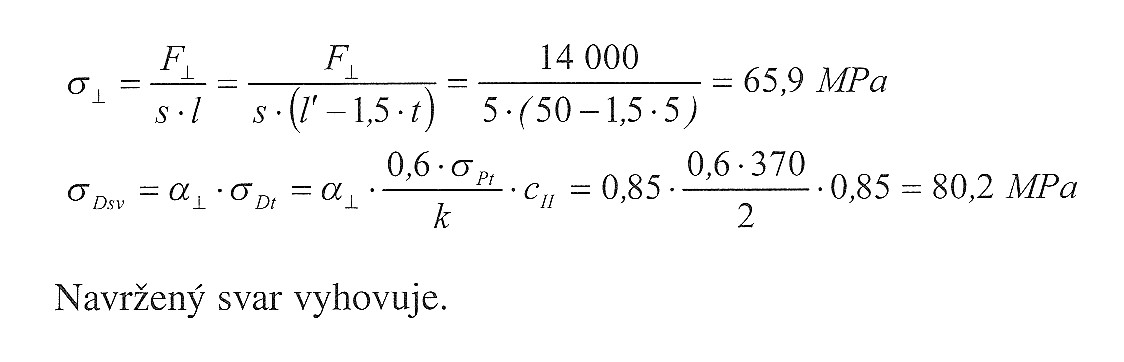 σ⊥ = F⊥ / (s · l) = F⊥ / (s · (l′ − 1,5 · t)) = 14 000 / (5 · (50 − 1,5 · 5)) = 65,9 MPa
σDsv = α⊥ · σDt = α⊥ · (0,6 · σPt) / k · cII = 0,85 · (0,6 · 370) / 2 · 0,85 = 80,2 MPa
Navržený svar vyhovuje.